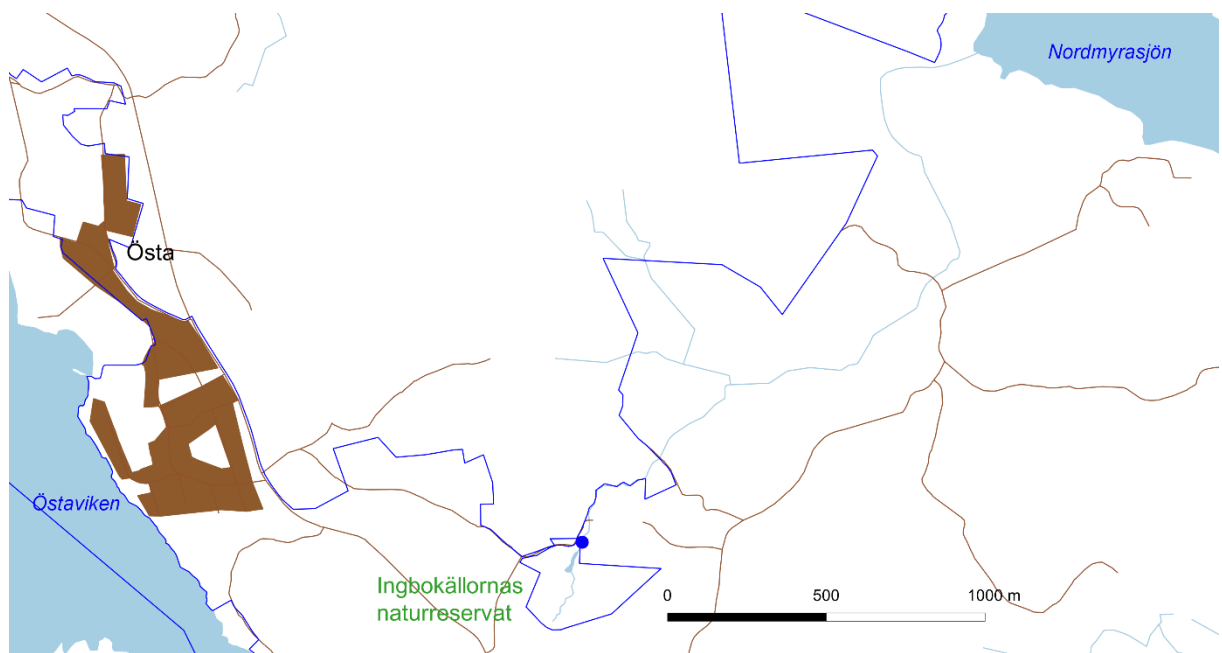 Nordmyrasjön
Östa
Östaviken
Ingbokällornas
naturreservat
0 500 1000 m